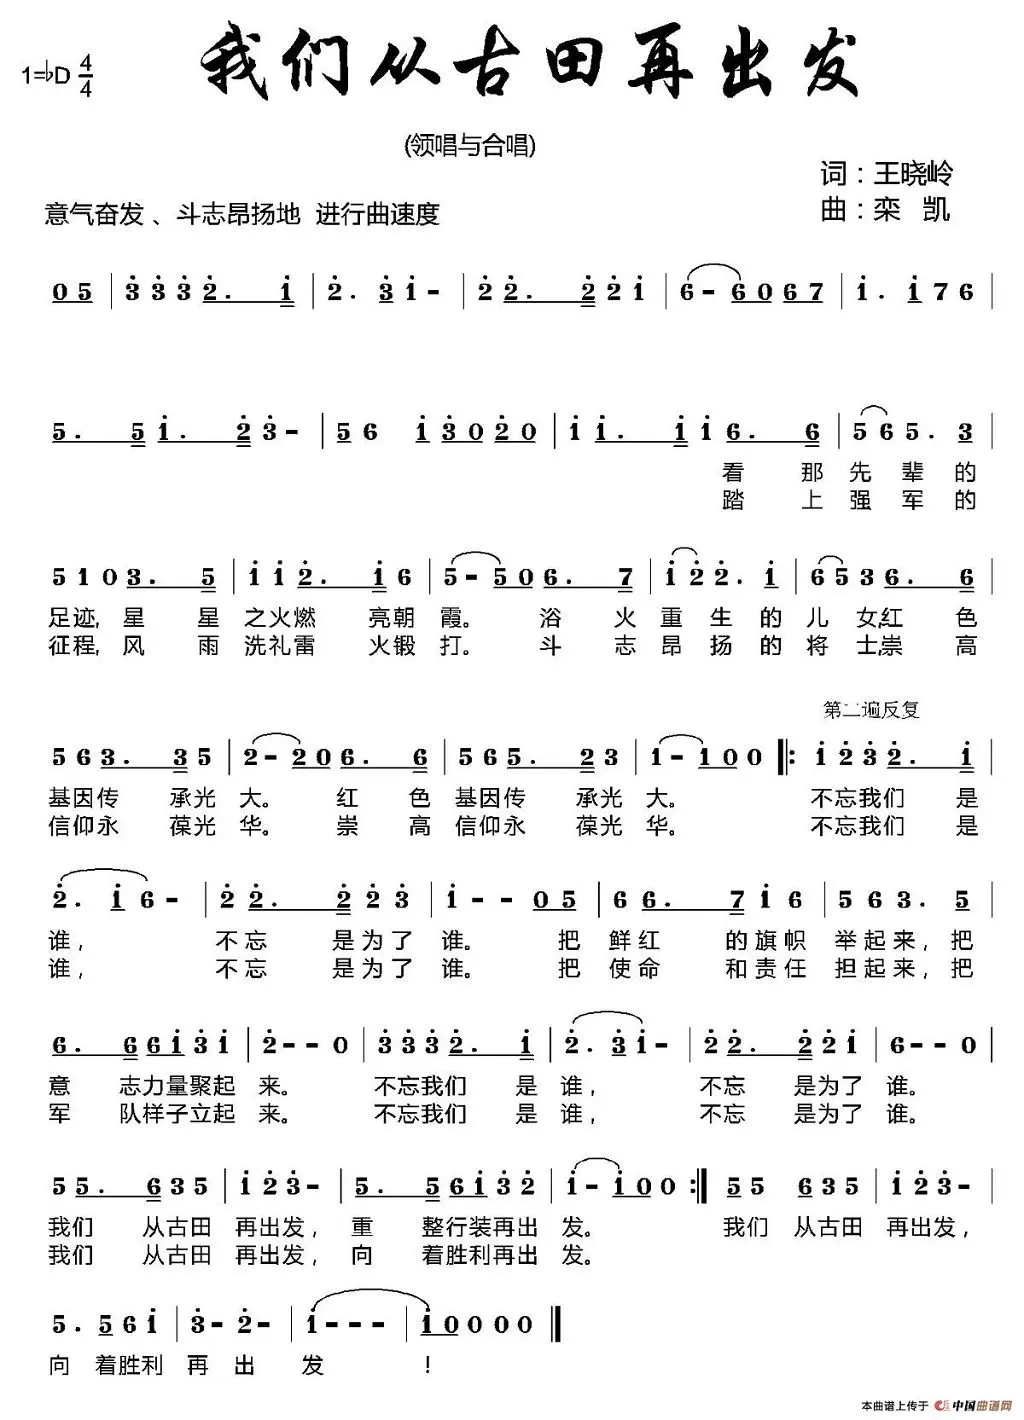 我们从古田再出发
1=♭D 4/4
(领唱与合唱)
词：王晓岭
曲：栾 凯
意气奋发、斗志昂扬地 进行曲速度
0 5 | 3 3 3 2. 1 | 2. 3 1 - | 2 2. 2 2 1 | 6 - 6 0 6 7 | 1. 1 7 6 |
5. 5 1. 2 3 - | 5 6 1 3 0 2 0 | 1 1. 1 1 6. 6 | 5 6 5. 3 |
看 那 先 辈 的
踏 上 强 军 的
5 1 0 3. 5 | 1 1 2. 1 6 | 5 - 5 0 6. 7 | 1 2 2. 1 | 6 5 3 6. 6 |
足迹, 星 星 之火燃 亮朝 霞。 浴 火 重 生 的 儿 女,红 色
征程, 风 雨 洗礼雷 火锻 打。 斗 志 昂 扬 的 将 士,崇 高
第二遍反复
5 6 3. 3 5 | 2 - 2 0 6. 6 | 5 6 5. 2 3 | 1 - 1 0 0 |: 1 2 3 2. 1 |
基因传 承光 大。 红 色 基因传 承光 大。 不忘我们 是
信仰永 葆光 华。 崇 高 信仰永 葆光 华。 不忘我们 是
2. 1 6 - | 2 2. 2 2 3 | 1 - - 0 5 | 6 6. 7 1 6 | 5 6 3. 5 |
谁， 不忘 是为了 谁。 把 鲜红 的旗帜 举起来，把
谁， 不忘 是为了 谁。 把 使命 和责任 担起来，把
6. 6 6 1 3 1 | 2 - - 0 | 3 3 3 2. 1 | 2. 3 1 - | 2 2. 2 2 1 | 6 - - 0 |
意 志力量聚起 来。 不忘我们 是 谁， 不忘 是为了 谁。
军 队样子立起 来。 不忘我们 是 谁， 不忘 是为了 谁。
5 5. 6 3 5 | 1 2 3 - | 5. 5 6 1 3 2 | 1 - 1 0 0 :| 5 5 6 3 5 | 1 2 3 - |
我们 从古田 再出发， 重 整行装再出 发。 我们 从古田 再出发，
我们 从古田 再出发， 向 着胜利再出 发。
5. 5 6 1 | 3 - 2 - | 1 - - - | 1 0 0 0 0 ‖
向 着胜利 再 出 发 ！
本曲谱上传于 中国曲谱网